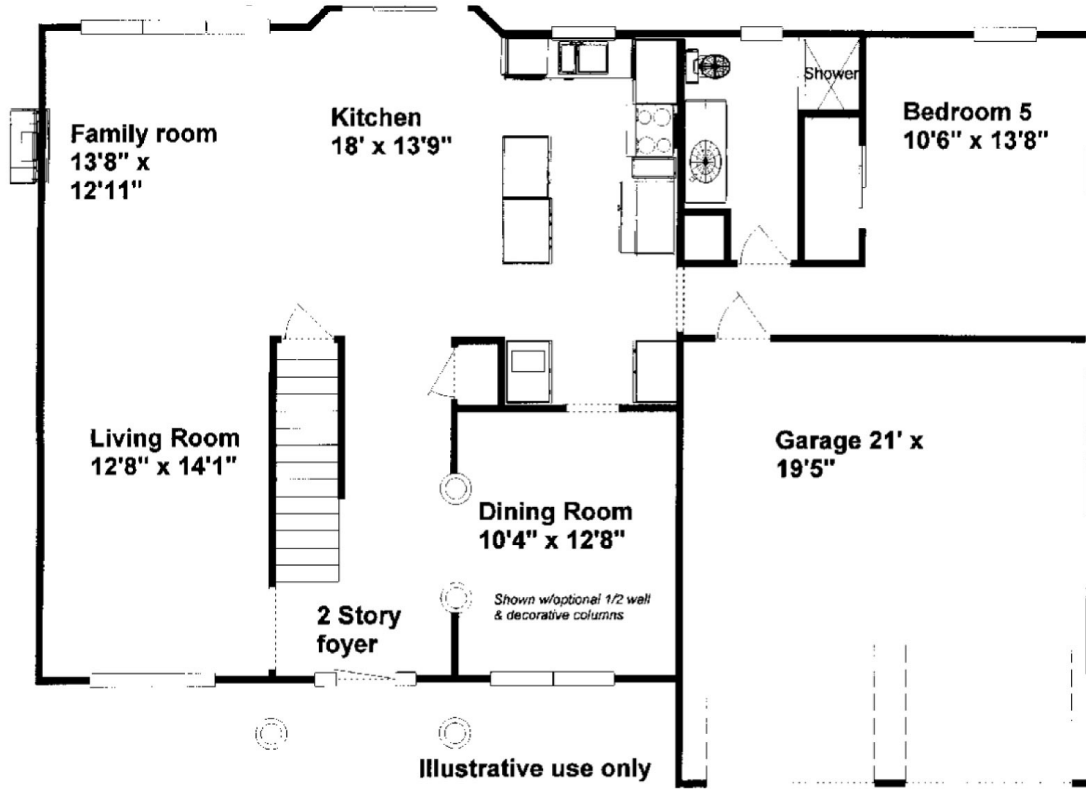 Family room
13'8" x
12'11"
Kitchen
18' x 13'9"
Shower
Bedroom 5
10'6" x 13'8"
Living Room
12'8" x 14'1"
Dining Room
10'4" x 12'8"
Shown w/optional 1/2 wall
& decorative columns
Garage 21' x
19'5"
2 Story
foyer
Illustrative use only